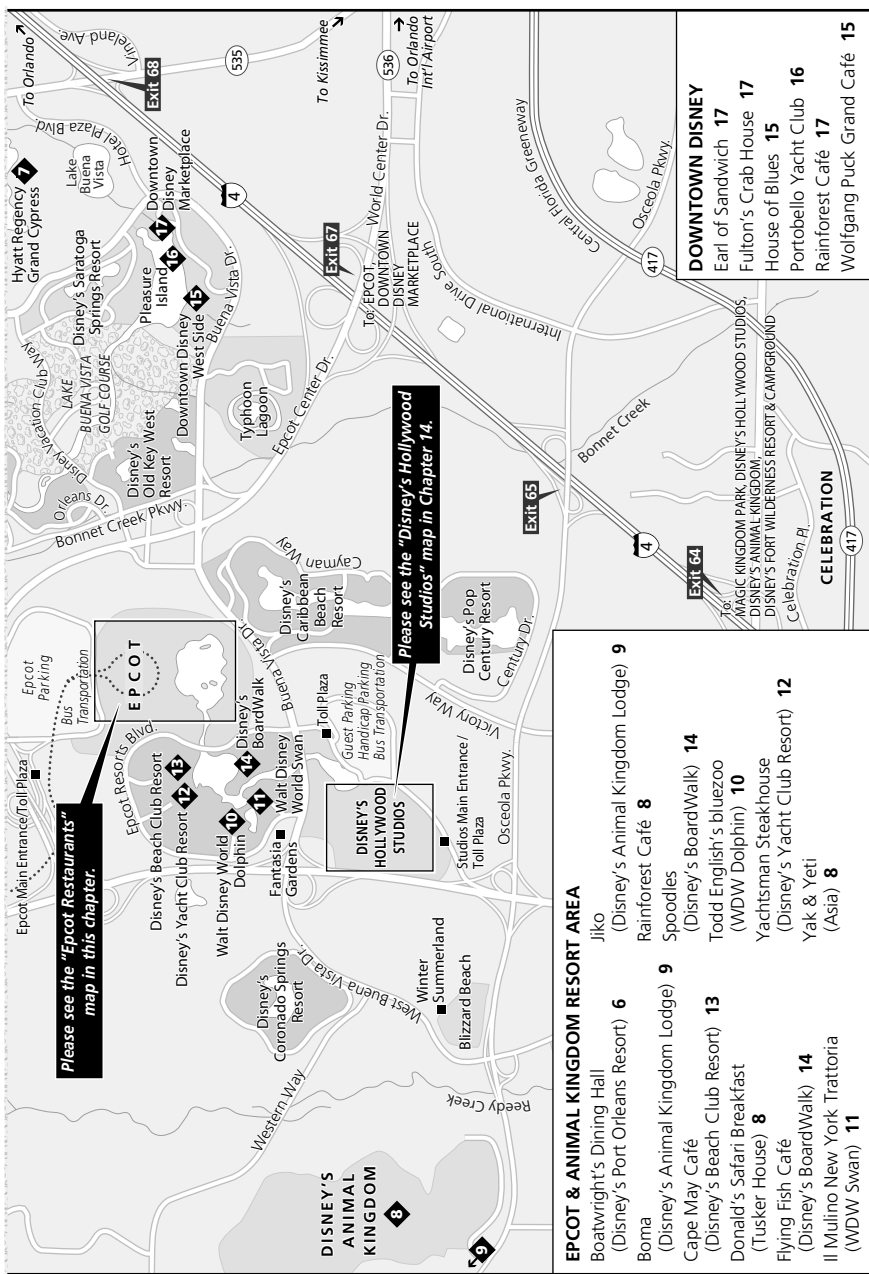 Please see the "Epcot Restaurants"
map in this chapter.
Epcot Main Entrance/Toll Plaza
Epcot
Parking
Bus
Transportation
EPCOT
Epcot Resorts Blvd.
Disney's Beach Club Resort
13
Disney's Yacht Club Resort
12
Walt Disney World
Dolphin
10
11
Walt Disney
World Swan
14
Disney's
BoardWalk
Fantasia
Gardens
Buena Vista Dr.
Toll Plaza
Guest Parking
Handicap Parking
Bus Transportation
DISNEY'S
HOLLYWOOD
STUDIOS
Studios Main Entrance/
Toll Plaza
Osceola Pkwy.
Victory Way
Century Dr.
Disney's Pop
Century Resort
Disney's
Caribbean
Beach
Resort
Cayman Way
Please see the "Disney's Hollywood
Studios" map in Chapter 14.
Disney's
Coronado Springs
Resort
West Buena Vista Dr.
Winter
Summerland
Blizzard Beach
Western Way
Reedy Creek
DISNEY'S
ANIMAL
KINGDOM
8
9
Bonnet Creek Pkwy.
Orleans Dr.
Disney Vacation Club Way
Disney's
Old Key West
Resort
LAKE
BUENA VISTA
GOLF COURSE
Disney's Saratoga
Springs Resort
Pleasure
Island
16
17
Downtown
Disney
Marketplace
Downtown Disney
West Side
15
Buena Vista Dr.
Typhoon
Lagoon
Epcot Center Dr.
Hyatt Regency
Grand Cypress
7
Lake
Buena
Vista
Hotel Plaza Blvd.
To Orlando
Vineland Ave.
Exit 68
535
To Kissimmee
536
To Orlando
Int'l Airport
World Center Dr.
4
Exit 67
To: EPCOT,
DOWNTOWN
DISNEY
MARKETPLACE
International Drive South
Central Florida Greeneway
Osceola Pkwy.
417
Bonnet Creek
Exit 65
4
Exit 64
To:
MAGIC KINGDOM PARK, DISNEY'S HOLLYWOOD STUDIOS,
DISNEY'S ANIMAL KINGDOM,
DISNEY'S FORT WILDERNESS RESORT & CAMPGROUND
Celebration Pl.
CELEBRATION
417
EPCOT & ANIMAL KINGDOM RESORT AREA
Boatwright's Dining Hall
(Disney's Port Orleans Resort) 6
Boma
(Disney's Animal Kingdom Lodge) 9
Cape May Café
(Disney's Beach Club Resort) 13
Donald's Safari Breakfast
(Tusker House) 8
Flying Fish Café
(Disney's BoardWalk) 14
Il Mulino New York Trattoria
(WDW Swan) 11
Jiko
(Disney's Animal Kingdom Lodge) 9
Rainforest Café 8
Spoodles
(Disney's BoardWalk) 14
Todd English's bluezoo
(WDW Dolphin) 10
Yachtsman Steakhouse
(Disney's Yacht Club Resort) 12
Yak & Yeti
(Asia) 8
DOWNTOWN DISNEY
Earl of Sandwich 17
Fulton's Crab House 17
House of Blues 15
Portobello Yacht Club 16
Rainforest Café 17
Wolfgang Puck Grand Café 15